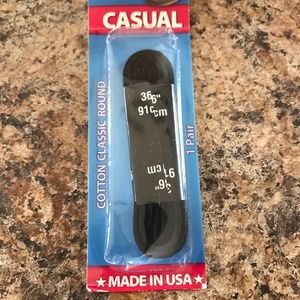 CASUAL
COTTON CLASSIC ROUND
36"
91cm
36"
91cm
1 Pair
MADE IN USA